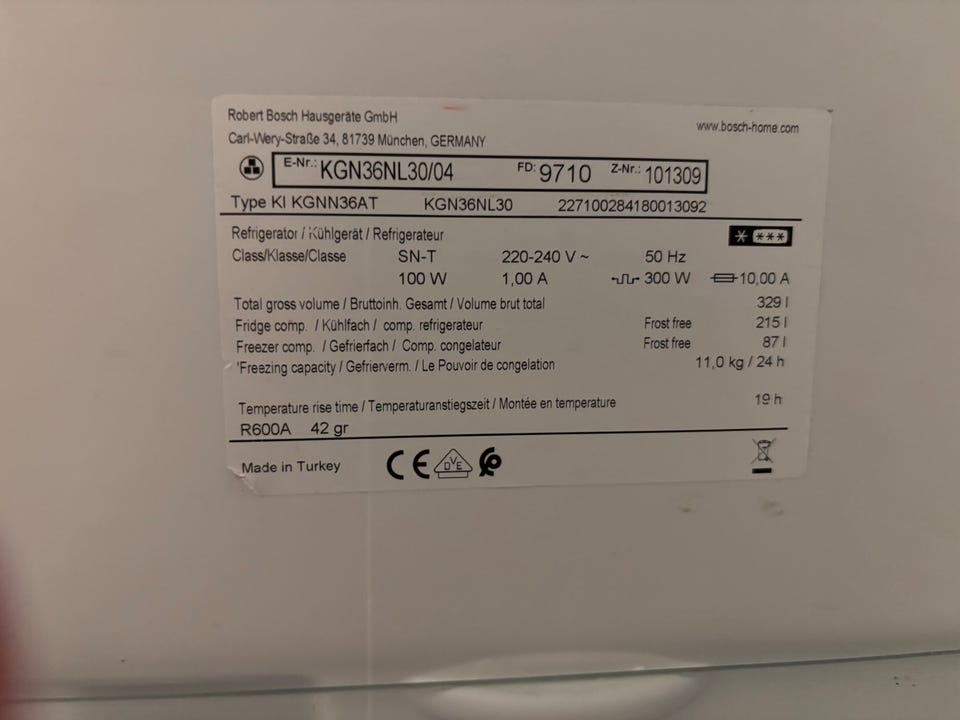 Robert Bosch Hausgeräte GmbH
Carl-Wery-Straße 34, 81739 München, GERMANY
www.bosch-home.com
E-Nr.: KGN36NL30/04 FD: 9710 Z-Nr.: 101309
Type KI KGNN36AT KGN36NL30 227100284180013092
Refrigerator / Kühlgerät / Refrigerateur
Class/Klasse/Classe SN-T 220-240 V ~ 50 Hz
100 W 1,00 A 300 W 10,00 A
Total gross volume / Bruttoinh. Gesamt / Volume brut total 329 l
Fridge comp. / Kühlfach / comp. refrigerateur Frost free 215 l
Freezer comp. / Gefrierfach / Comp. congelateur Frost free 87 l
'Freezing capacity / Gefrierverm. / Le Pouvoir de congelation 11,0 kg / 24 h
Temperature rise time / Temperaturanstiegszeit / Montée en temperature 19 h
R600A 42 gr
Made in Turkey CE DVE